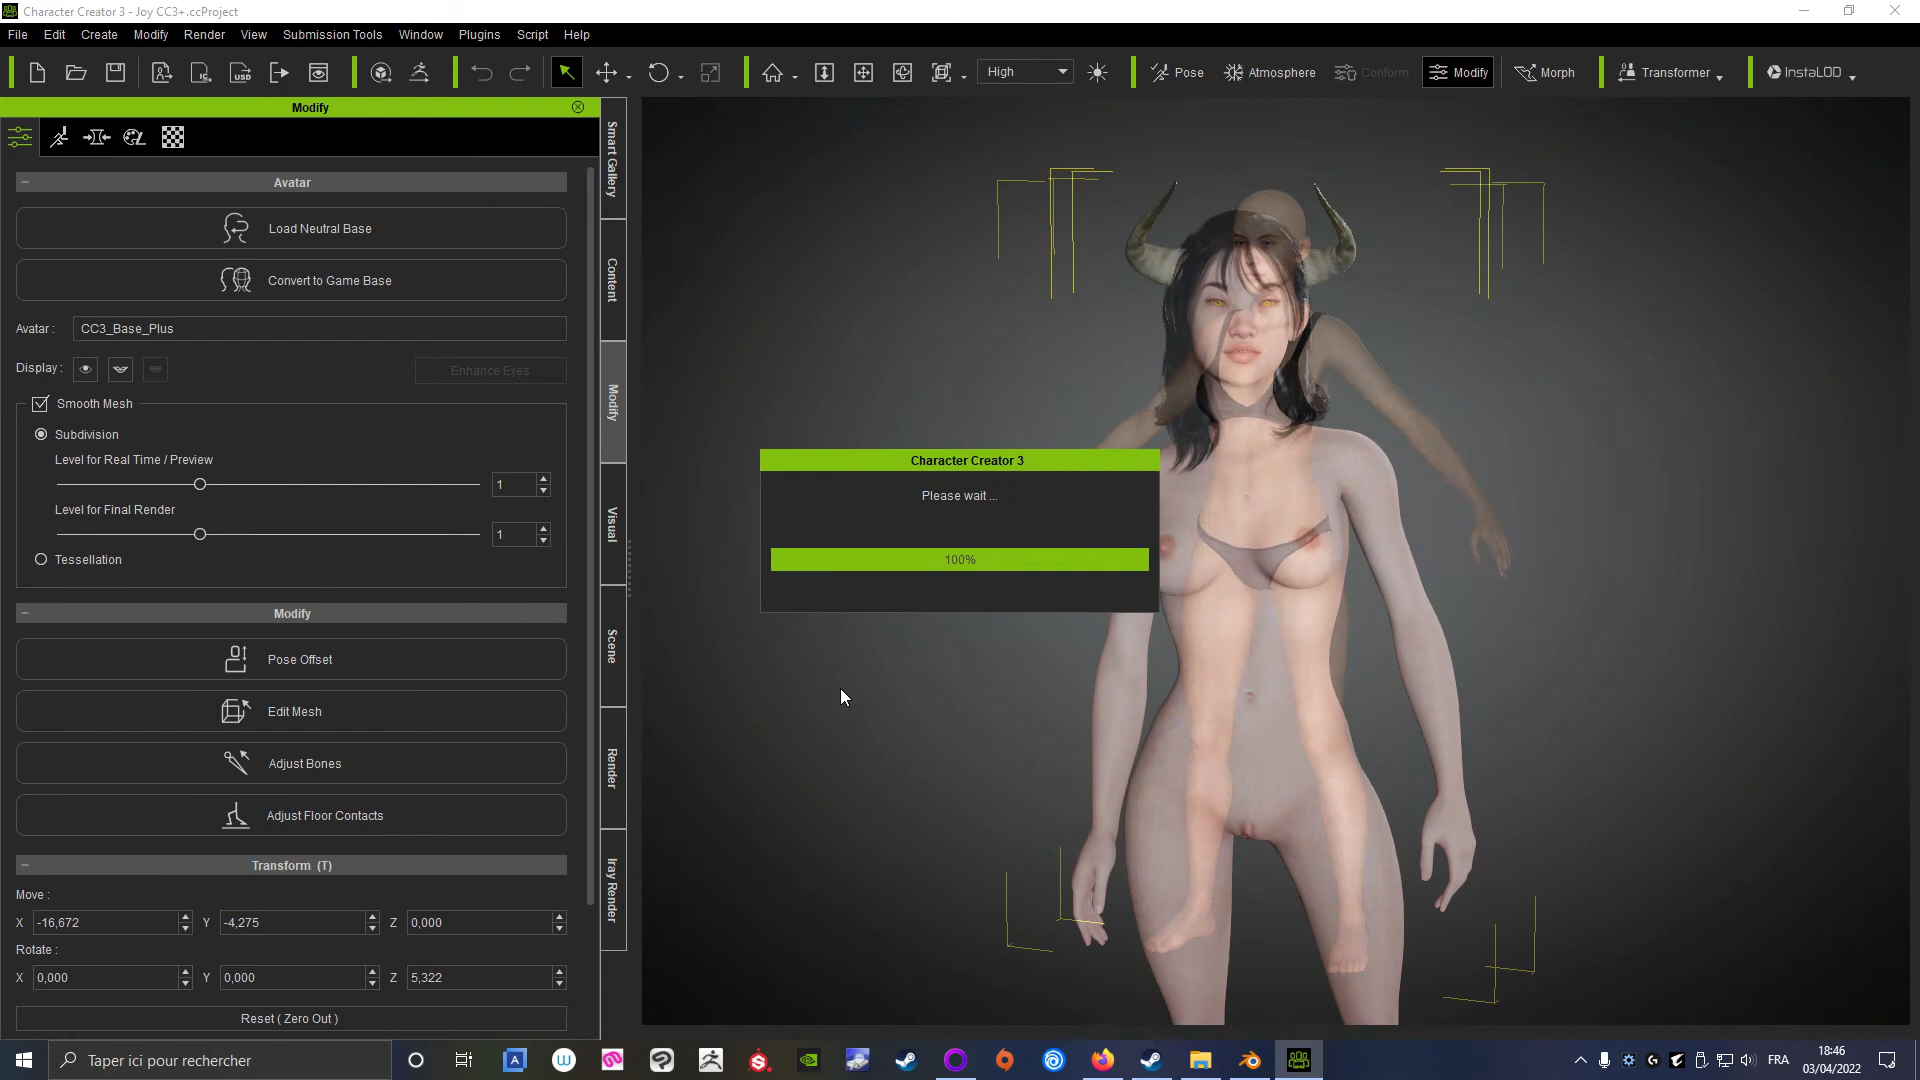 Character Creator 3 - Joy CC3+.ccProject
File Edit Create Modify Render View Submission Tools Window Plugins Script Help
High Pose Atmosphere Conform Modify Morph Transformer InstaLOD
Modify
Avatar
Load Neutral Base
Convert to Game Base
Avatar : CC3_Base_Plus
Display : Enhance Eyes
Smooth Mesh
Subdivision
Level for Real Time / Preview
1
Level for Final Render
1
Tessellation
Modify
Pose Offset
Edit Mesh
Adjust Bones
Adjust Floor Contacts
Transform (T)
Move :
X -16,672 Y -4,275 Z 0,000
Rotate :
X 0,000 Y 0,000 Z 5,322
Reset ( Zero Out )
Smart Gallery
Content
Modify
Visual
Scene
Render
Iray Render
Character Creator 3
Please wait ...
100%
Taper ici pour rechercher
FRA
18:46
03/04/2022